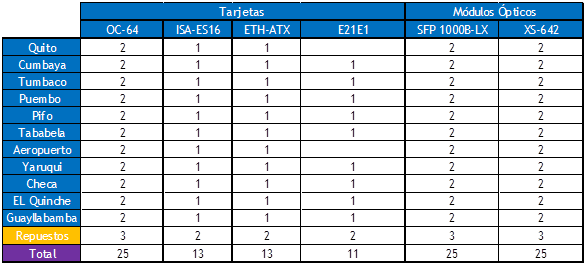 Tarjetas Módulos Ópticos
OC-64 ISA-ES16 ETH-ATX E21E1 SFP 1000B-LX XS-642
Quito 2 1 1 2 2
Cumbaya 2 1 1 1 2 2
Tumbaco 2 1 1 1 2 2
Puembo 2 1 1 1 2 2
Pifo 2 1 1 1 2 2
Tababela 2 1 1 1 2 2
Aeropuerto 2 1 1 2 2
Yaruqui 2 1 1 1 2 2
Checa 2 1 1 1 2 2
EL Quinche 2 1 1 1 2 2
Guayllabamba 2 1 1 1 2 2
Repuestos 3 2 2 2 3 3
Total 25 13 13 11 25 25